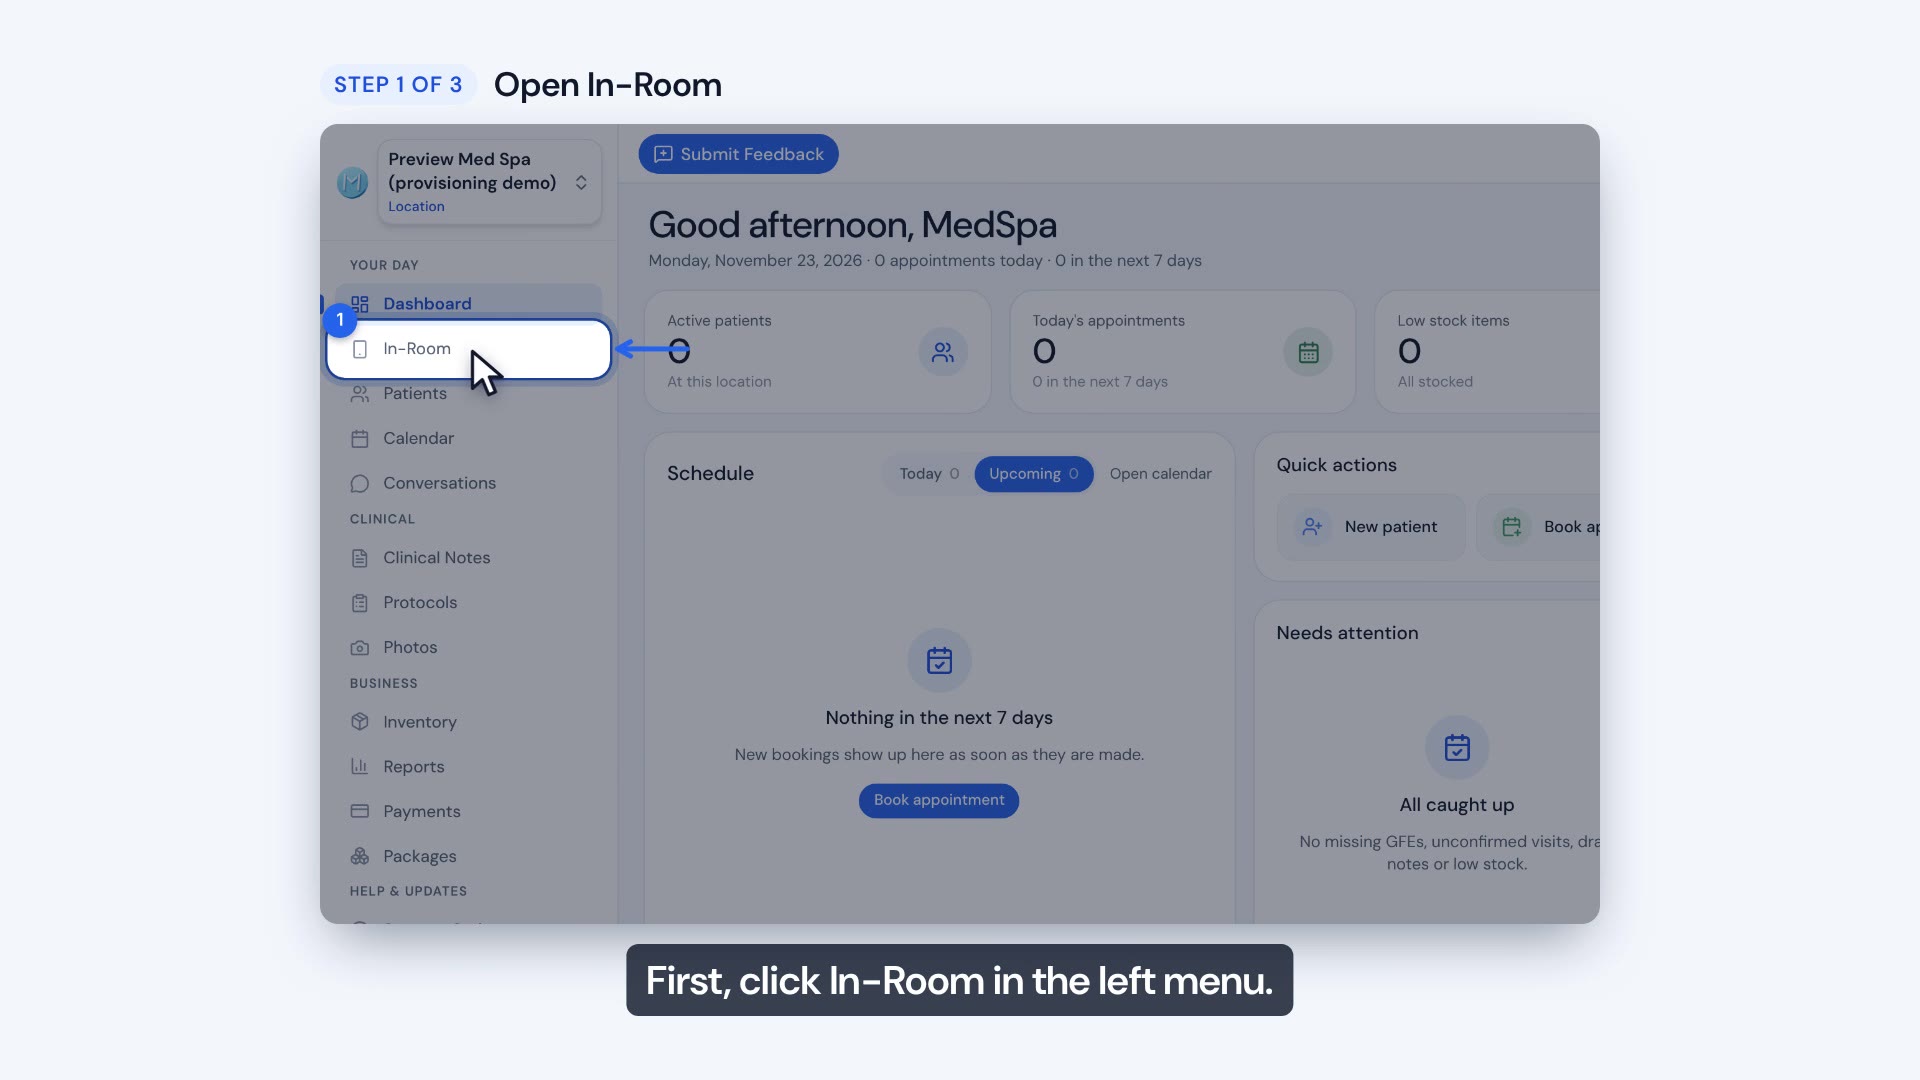 STEP 1 OF 3
Open In-Room
Preview Med Spa
(provisioning demo)
Location
Submit Feedback
Good afternoon, MedSpa
Monday, November 23, 2026 · 0 appointments today · 0 in the next 7 days
YOUR DAY
Dashboard
1
In-Room
Patients
Calendar
Conversations
CLINICAL
Clinical Notes
Protocols
Photos
BUSINESS
Inventory
Reports
Payments
Packages
HELP & UPDATES
Active patients
0
At this location
Today's appointments
0
0 in the next 7 days
Low stock items
0
All stocked
Schedule
Today 0
Upcoming 0
Open calendar
Nothing in the next 7 days
New bookings show up here as soon as they are made.
Book appointment
Quick actions
New patient
Book
Needs attention
All caught up
No missing GFEs, unconfirmed visits,
notes or low stock.
First, click In-Room in the left menu.